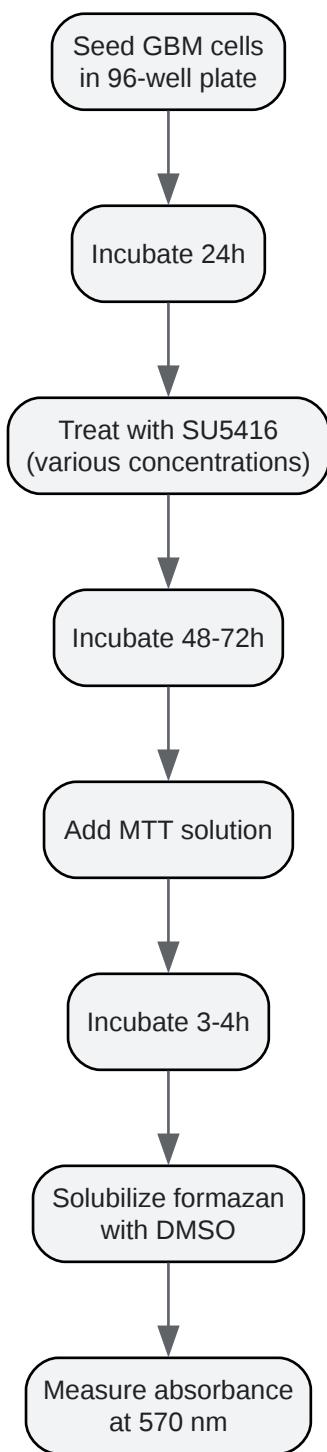 Seed GBM cells
in 96-well plate
Incubate 24h
Treat with SU5416
(various concentrations)
Incubate 48-72h
Add MTT solution
Incubate 3-4h
Solubilize formazan
with DMSO
Measure absorbance
at 570 nm